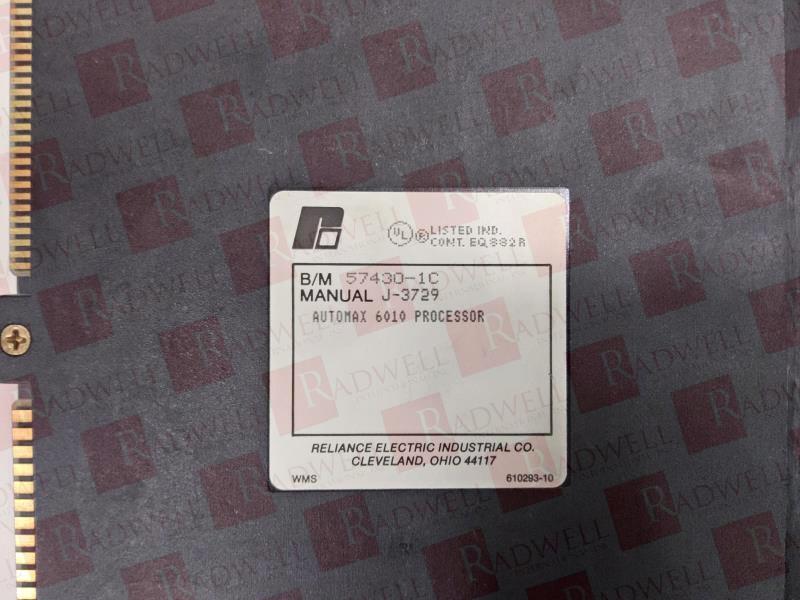 LISTED IND.
CONT. EQ.882R
B/M 57430-1C
MANUAL J-3729
AUTOMAX 6010 PROCESSOR
RELIANCE ELECTRIC INDUSTRIAL CO.
CLEVELAND, OHIO 44117
WMS 610293-10
RADWELL